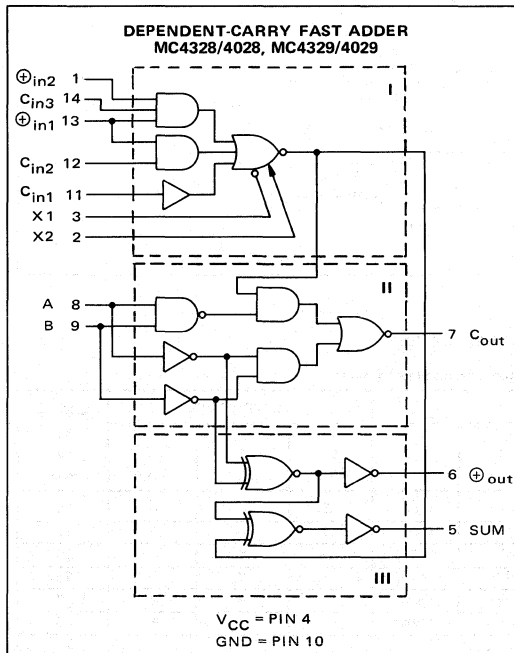 DEPENDENT-CARRY FAST ADDER
MC4328/4028, MC4329/4029
⊕in2 1
Cin3 14
⊕in1 13
Cin2 12
Cin1 11
X1 3
X2 2
I
A 8
B 9
II
7 Cout
6 ⊕out
5 SUM
III
VCC = PIN 4
GND = PIN 10